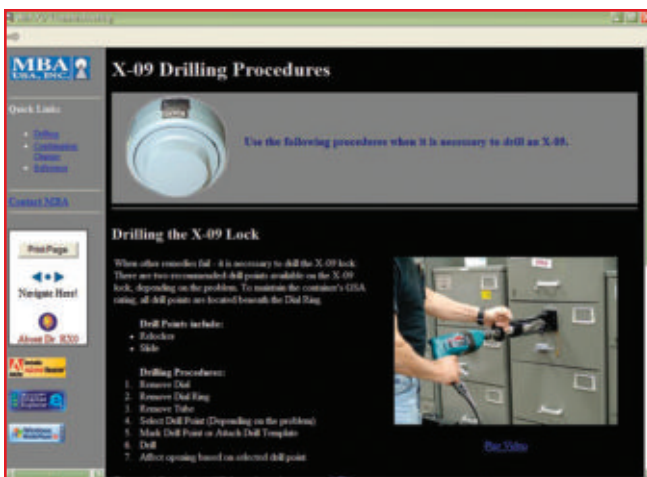 MBA
USA, INC.
Quick Links
Drilling
Combination
Changes
Reference
Contact MBA
Print Page
Navigate Here!
About Dr. RX0
X-09 Drilling Procedures
Use the following procedures when it is necessary to drill an X-09.
Drilling the X-09 Lock
When other remedies fail - it is necessary to drill the X-09 lock.
There are two recommended drill points available on the X-09
lock, depending on the problem. To maintain the container's GSA
rating, all drill points are located beneath the Dial Ring.
Drill Points include:
Relocker
Slide
Drilling Procedures:
1. Remove Dial
2. Remove Dial Ring
3. Remove Tube
4. Select Drill Point (Depending on the problem)
5. Mark Drill Point or Attach Drill Template
6. Drill
7. Affect opening based on selected drill point
Play Video